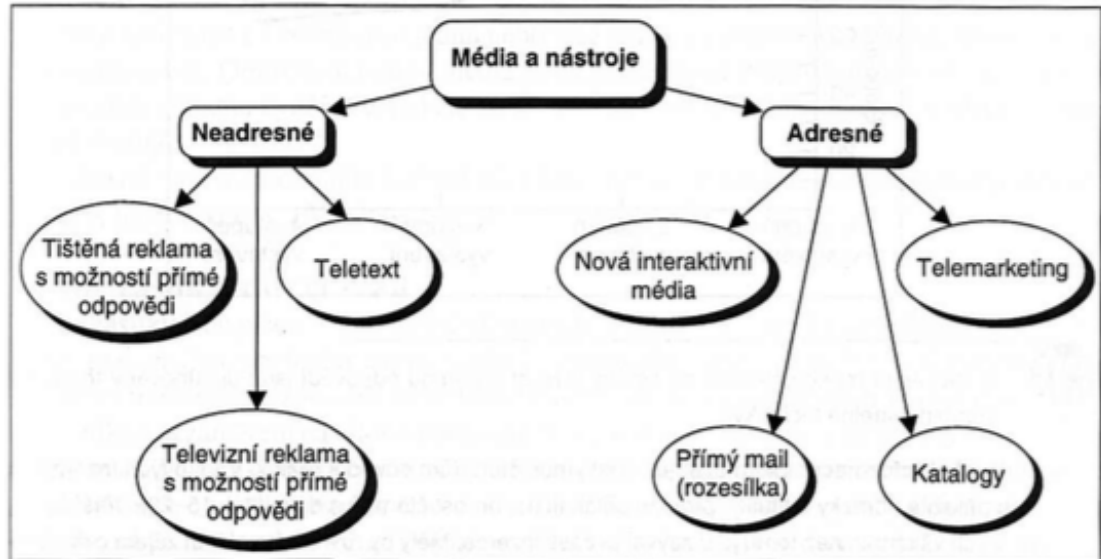 Média a nástroje
Neadresné
Adresné
Tištěná reklama
s možností přímé
odpovědi
Teletext
Nová interaktivní
média
Telemarketing
Televizní reklama
s možností přímé
odpovědi
Přímý mail
(rozesílka)
Katalogy